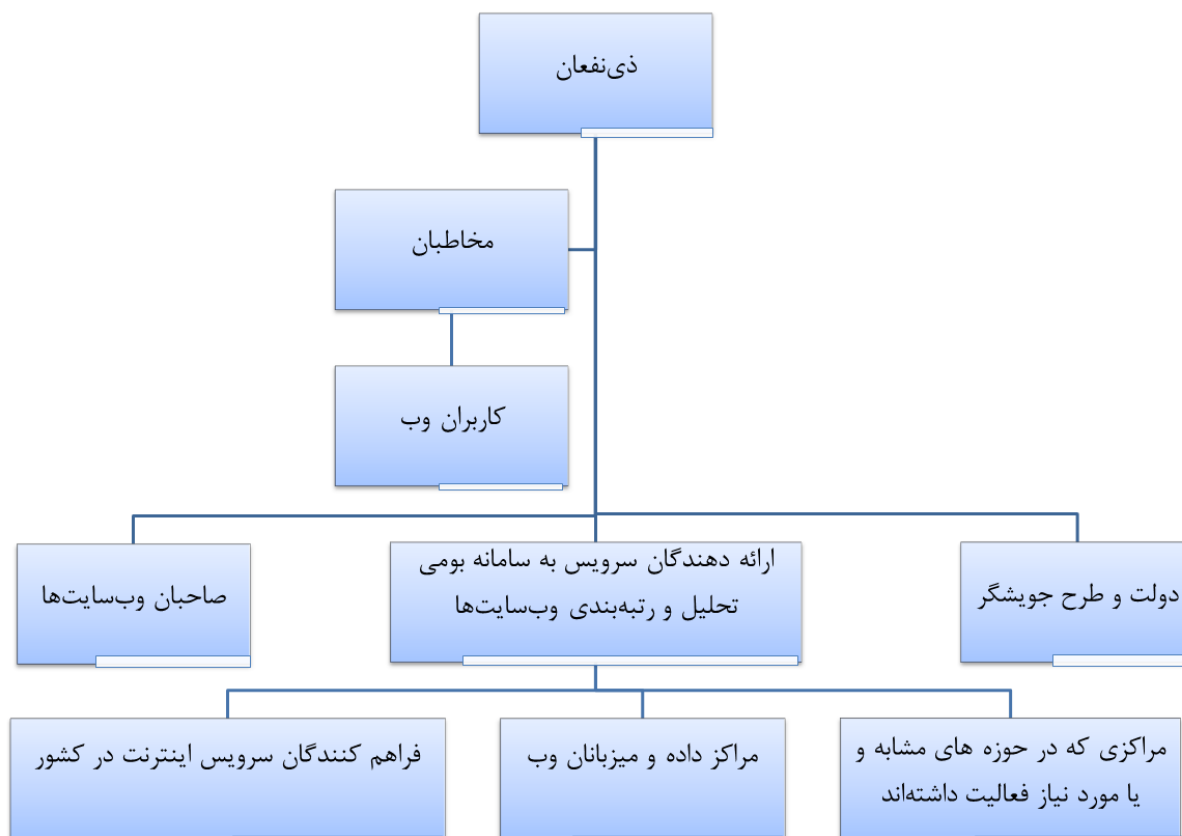 ذی‌نفعان
مخاطبان
کاربران وب
دولت و طرح جویشگر
ارائه دهندگان سرویس به سامانه بومی
تحلیل و رتبه‌بندی وب‌سایت‌ها
صاحبان وب‌سایت‌ها
مراکزی که در حوزه های مشابه و
یا مورد نیاز فعالیت داشته‌اند
مراکز داده و میزبانان وب
فراهم کنندگان سرویس اینترنت در کشور